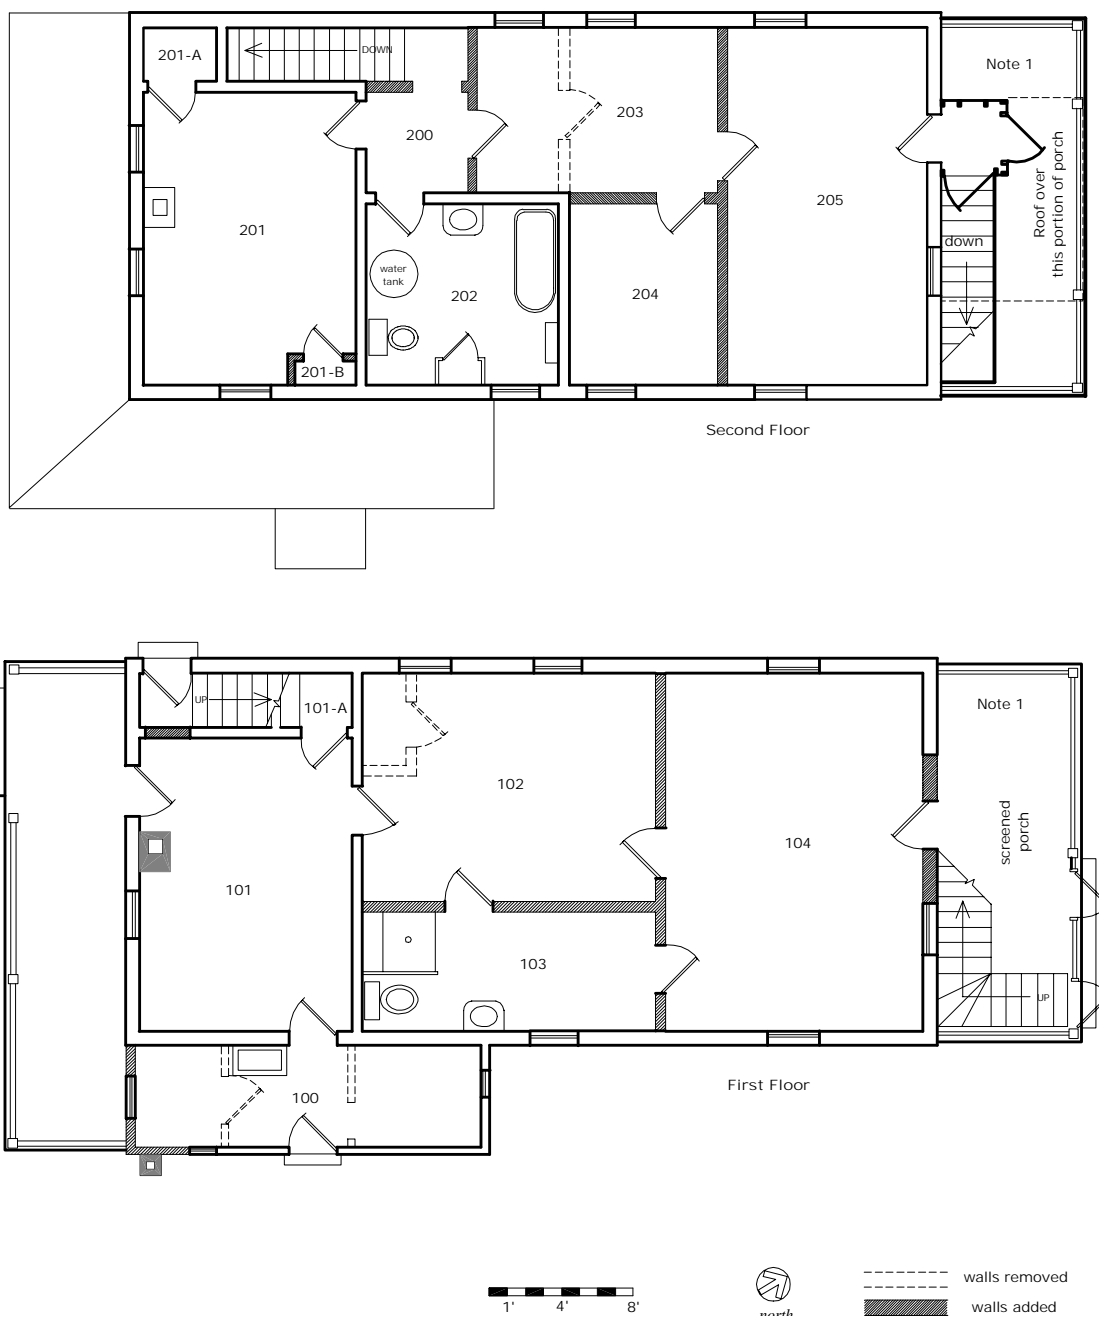 201-A
DOWN
Note 1
200
203
205
201
202
204
water
tank
down
Roof over
this portion of porch
201-B
Second Floor
UP
101-A
Note 1
102
104
screened
porch
101
103
UP
100
First Floor
1' 4' 8'
north
walls removed
walls added